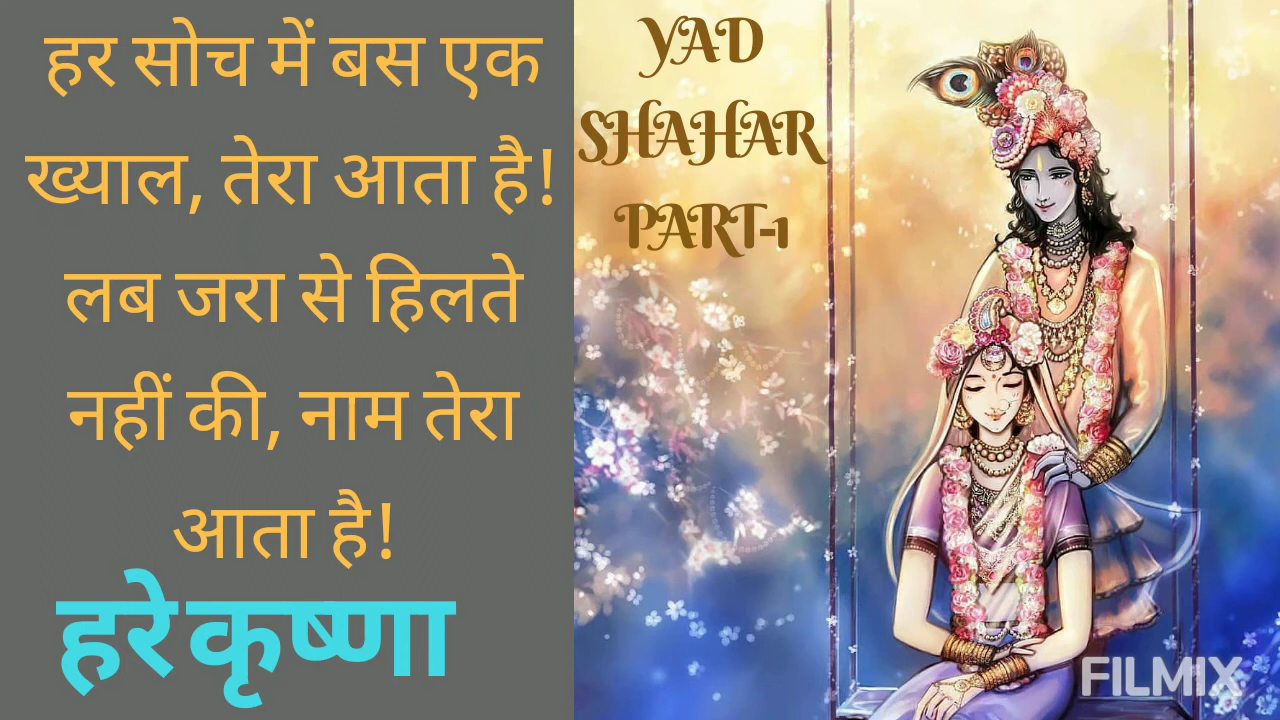 हर सोच में बस एक
ख्याल, तेरा आता है!
लब जरा से हिलते
नहीं की, नाम तेरा
आता है!
हरे कृष्णा
YAD
SHAHAR
PART-1
FILMIX